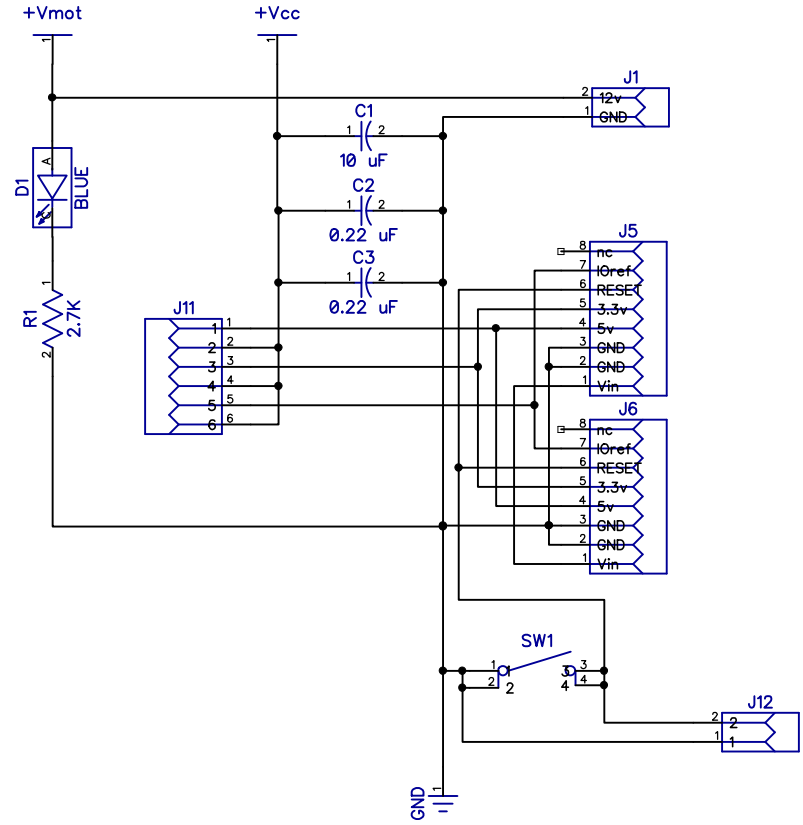 +Vmot
+Vcc
1
1
J1
2 12v
1 GND
C1
1 2
10 uF
C2
1 2
0.22 uF
C3
1 2
0.22 uF
A
D1
BLUE
C
1
R1
2.7K
2
J11
1 1
2 2
3 3
4 4
5 5
6 6
J5
8 nc
7 IOref
6 RESET
5 3.3v
4 5v
3 GND
2 GND
1 Vin
J6
8 nc
7 IOref
6 RESET
5 3.3v
4 5v
3 GND
2 GND
1 Vin
SW1
1 1 3 3
2 2 4 4
J12
2 2
1 1
GND
1